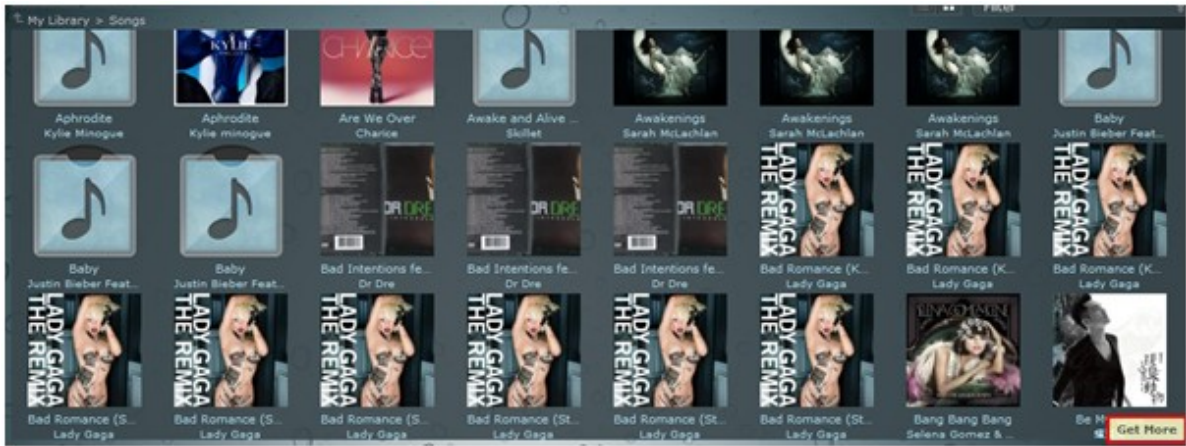 My Library > Songs
Filter
KYLIE
CHARICE
Aphrodite
Aphrodite
Are We Over
Awake and Alive ...
Awakenings
Awakenings
Awakenings
Baby
Kylie Minogue
Kylie minogue
Charice
Skillet
Sarah McLachlan
Sarah McLachlan
Sarah McLachlan
Justin Bieber Feat...
DR. DRE
DR. DRE
DR. DRE
LADY GAGA
THE REMIX
LADY GAGA
THE REMIX
LADY GAGA
THE REMIX
Baby
Baby
Bad Intentions fe...
Bad Intentions fe...
Bad Intentions fe...
Bad Romance (K...
Bad Romance (K...
Bad Romance (K...
Justin Bieber Feat...
Justin Bieber Feat...
Dr Dre
Dr Dre
Dr Dre
Lady Gaga
Lady Gaga
Lady Gaga
LADY GAGA
THE REMIX
LADY GAGA
THE REMIX
LADY GAGA
THE REMIX
LADY GAGA
THE REMIX
LADY GAGA
THE REMIX
LADY GAGA
THE REMIX
Bad Romance (S...
Bad Romance (S...
Bad Romance (S...
Bad Romance (St...
Bad Romance (St...
Bad Romance (St...
Bang Bang Bang
Be M
Get More
Lady Gaga
Lady Gaga
Lady Gaga
Lady Gaga
Lady Gaga
Lady Gaga
Selena Gomez & ...